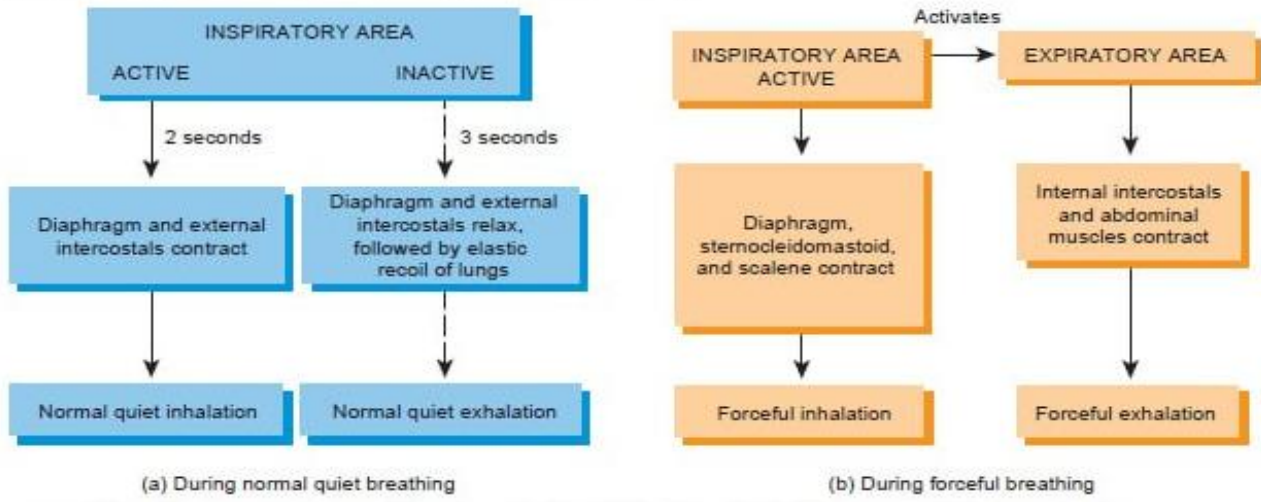 INSPIRATORY AREA
ACTIVE
INACTIVE
2 seconds
3 seconds
Diaphragm and external
intercostals contract
Diaphragm and external
intercostals relax,
followed by elastic
recoil of lungs
Normal quiet inhalation
Normal quiet exhalation
(a) During normal quiet breathing
Activates
INSPIRATORY AREA
ACTIVE
EXPIRATORY AREA
Diaphragm,
sternocleidomastoid,
and scalene contract
Internal intercostals
and abdominal
muscles contract
Forceful inhalation
Forceful exhalation
(b) During forceful breathing